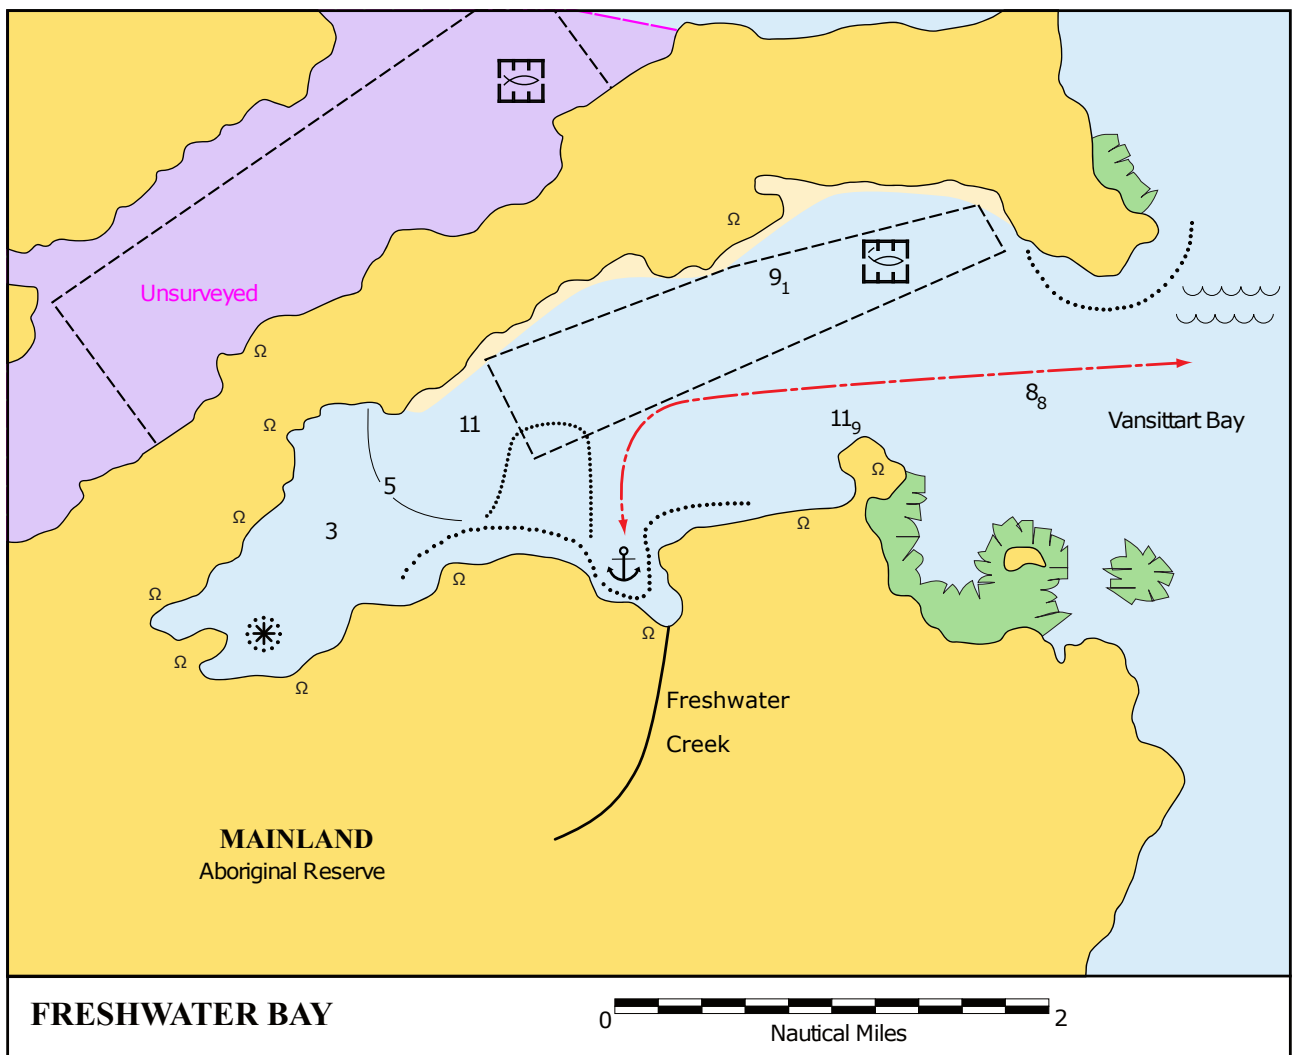 Unsurveyed
9₁
8₈
11
11₉
Vansittart Bay
5
3
Freshwater
Creek
MAINLAND
Aboriginal Reserve
FRESHWATER BAY
0
2
Nautical Miles